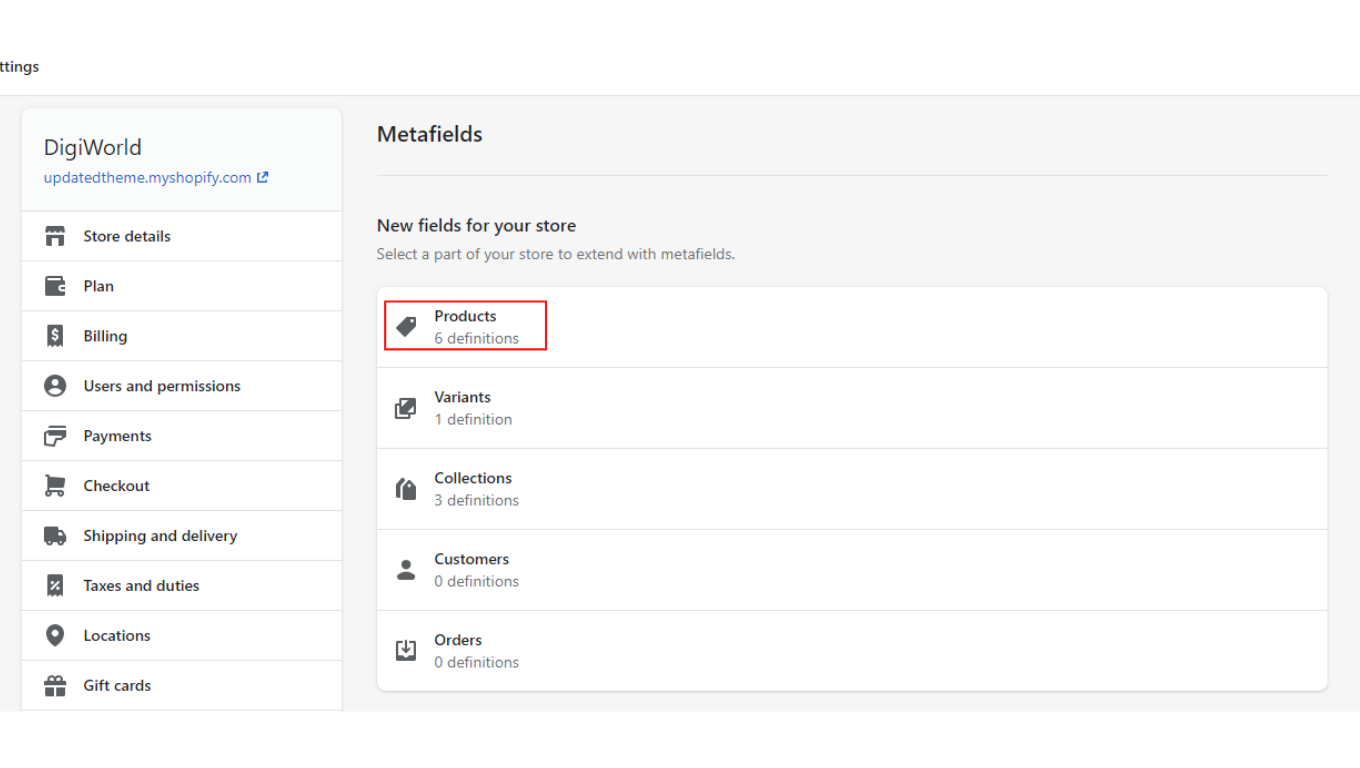 ttings
DigiWorld
updatedtheme.myshopify.com
Store details
Plan
Billing
Users and permissions
Payments
Checkout
Shipping and delivery
Taxes and duties
Locations
Gift cards
Metafields
New fields for your store
Select a part of your store to extend with metafields.
Products
6 definitions
Variants
1 definition
Collections
3 definitions
Customers
0 definitions
Orders
0 definitions